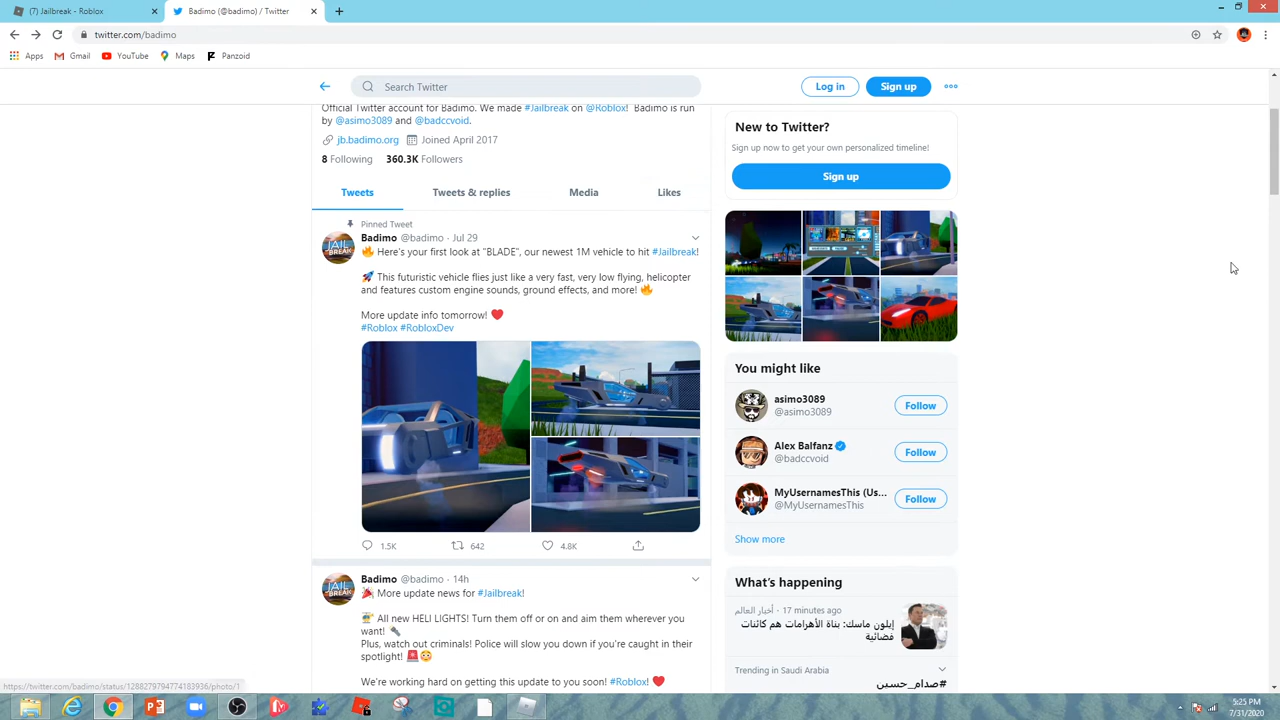 (7) Jailbreak - Roblox
Badimo (@badimo) / Twitter
twitter.com/badimo
Apps
Gmail
YouTube
Maps
Panzoid
Search Twitter
Log in
Sign up
Official Twitter account for Badimo. We made #Jailbreak on @Roblox! Badimo is run
by @asimo3089 and @badccvoid.
jb.badimo.org
Joined April 2017
8 Following
360.3K Followers
Tweets
Tweets & replies
Media
Likes
Pinned Tweet
Badimo @badimo · Jul 29
🔥 Here's your first look at "BLADE", our newest 1M vehicle to hit #Jailbreak!
🚀 This futuristic vehicle flies just like a very fast, very low flying, helicopter
and features custom engine sounds, ground effects, and more! 🔥
More update info tomorrow! ❤️
#Roblox #RobloxDev
1.5K
642
4.8K
Badimo @badimo · 14h
🎉 More update news for #Jailbreak!
🚁 All new HELI LIGHTS! Turn them off or on and aim them wherever you
want! 🔦
Plus, watch out criminals! Police will slow you down if you're caught in their
spotlight! 🚨😳
We're working hard on getting this update to you soon! #Roblox! ❤️
New to Twitter?
Sign up now to get your own personalized timeline!
Sign up
You might like
asimo3089
@asimo3089
Follow
Alex Balfanz
@badccvoid
Follow
MyUsernamesThis (Us...
@MyUsernamesThis
Follow
Show more
What's happening
أخبار العالم · 17 minutes ago
إيلون ماسك: بناة الأهرامات هم كائنات
فضائية
Trending in Saudi Arabia
#صدام_حسين
https://twitter.com/badimo/status/1288279794774183936/photo/1
5:25 PM
7/31/2020